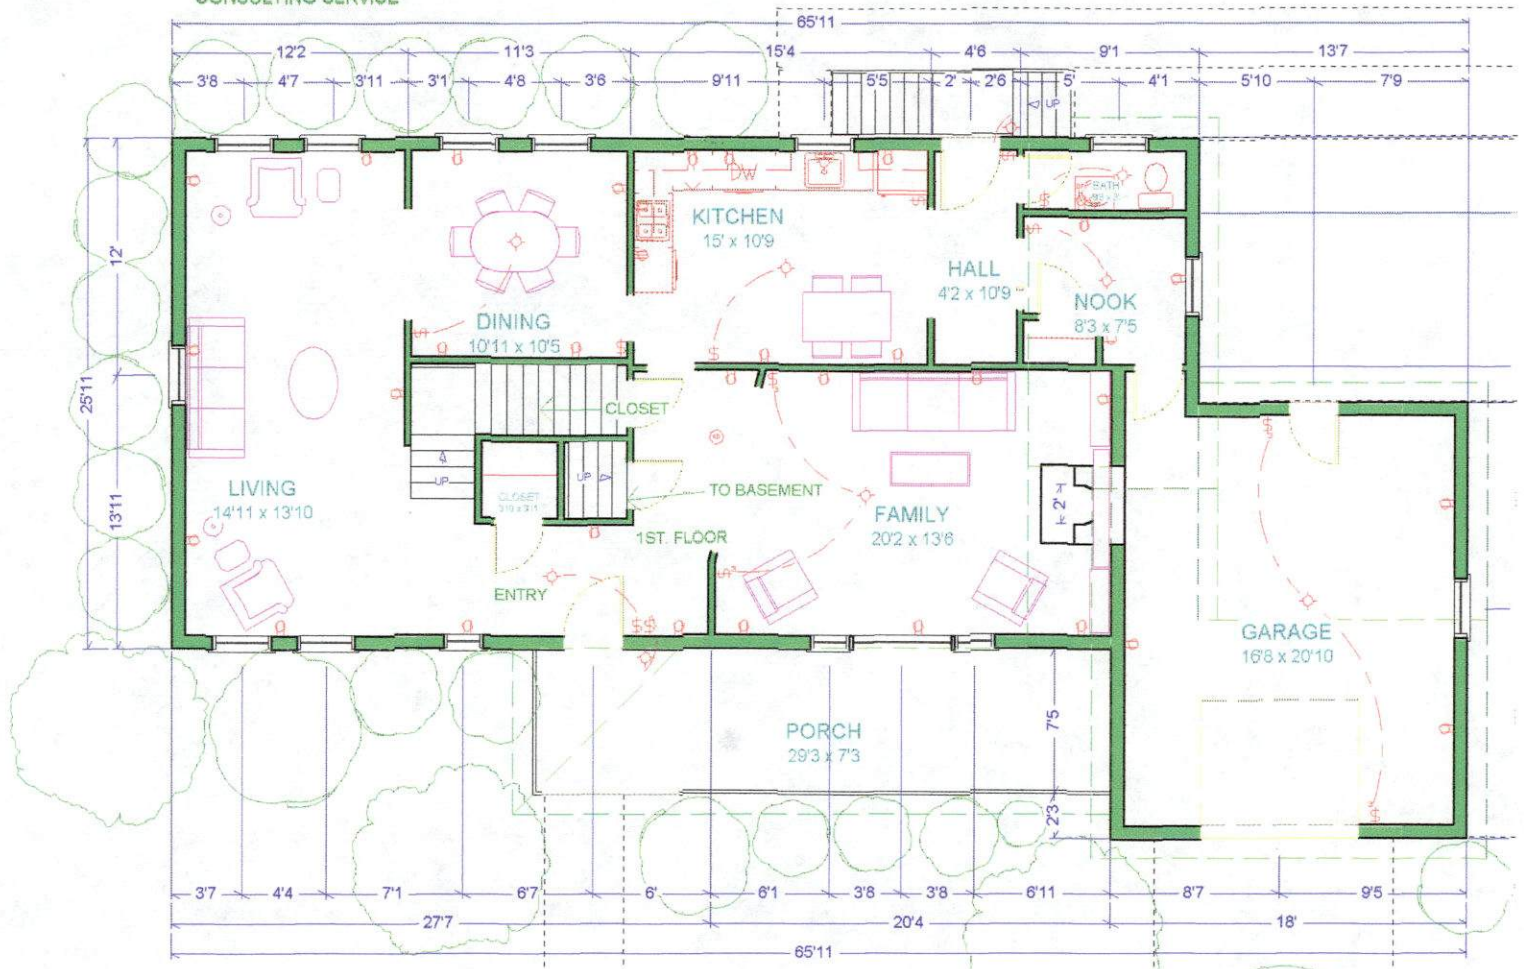 CONSULTING SERVICE
65'11
12'2 11'3 15'4 4'6 9'1 13'7
3'8 4'7 3'11 3'1 4'8 3'6 9'11 5'5 2' 2'6 5' 4'1 5'10 7'9
UP
DW
BATH
KITCHEN
15' x 10'9
12'
HALL
4'2 x 10'9
NOOK
8'3 x 7'5
DINING
10'11 x 10'5
25'11
CLOSET
UP
UP
LIVING
14'11 x 13'10
CLOSET
TO BASEMENT
2'
13'11
FAMILY
20'2 x 13'6
1ST. FLOOR
ENTRY
GARAGE
16'8 x 20'10
PORCH
29'3 x 7'3
7'5
2'3
3'7 4'4 7'1 6'7 6' 6'1 3'8 3'8 6'11 8'7 9'5
27'7 20'4 18'
65'11